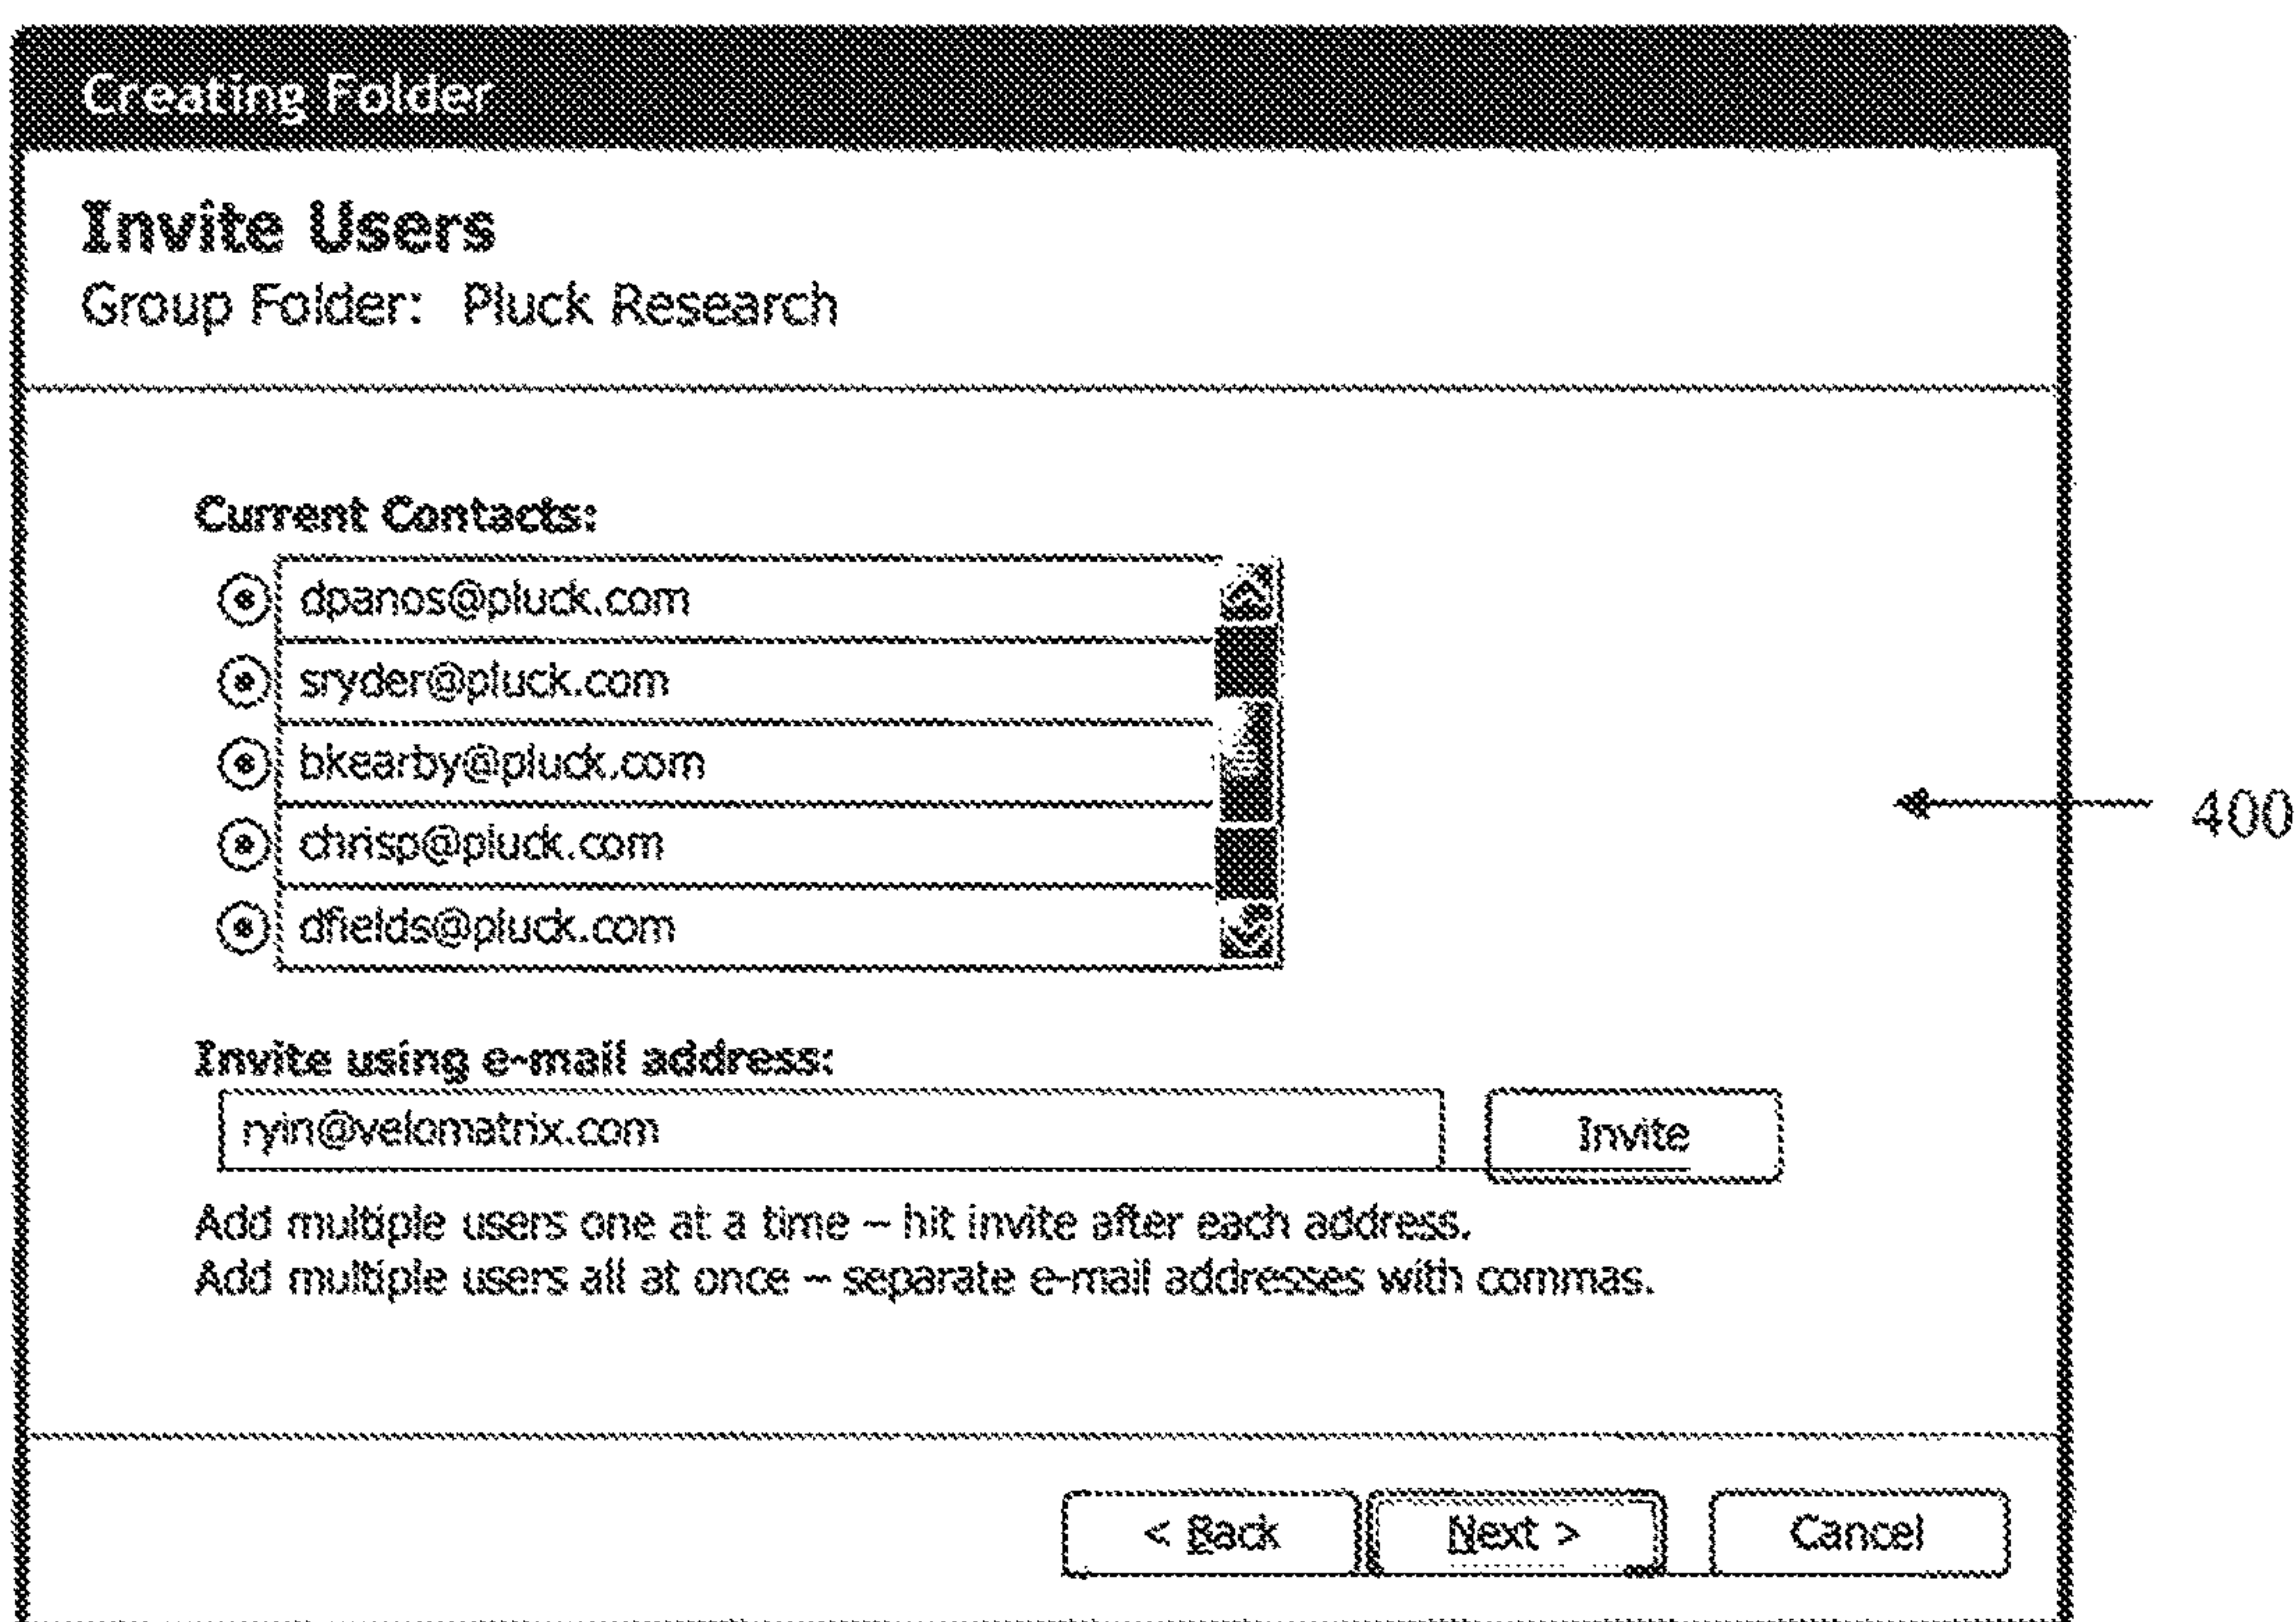 Creating Folder
Invite Users
Group Folder: Pluck Research
Current Contacts:
dpanos@pluck.com
sryder@pluck.com
bkearby@pluck.com
chrisp@pluck.com
dfields@pluck.com
400
Invite using e-mail address:
ryin@velomatrix.com
Invite
Add multiple users one at a time – hit invite after each address.
Add multiple users all at once – separate e-mail addresses with commas.
< Back
Next >
Cancel